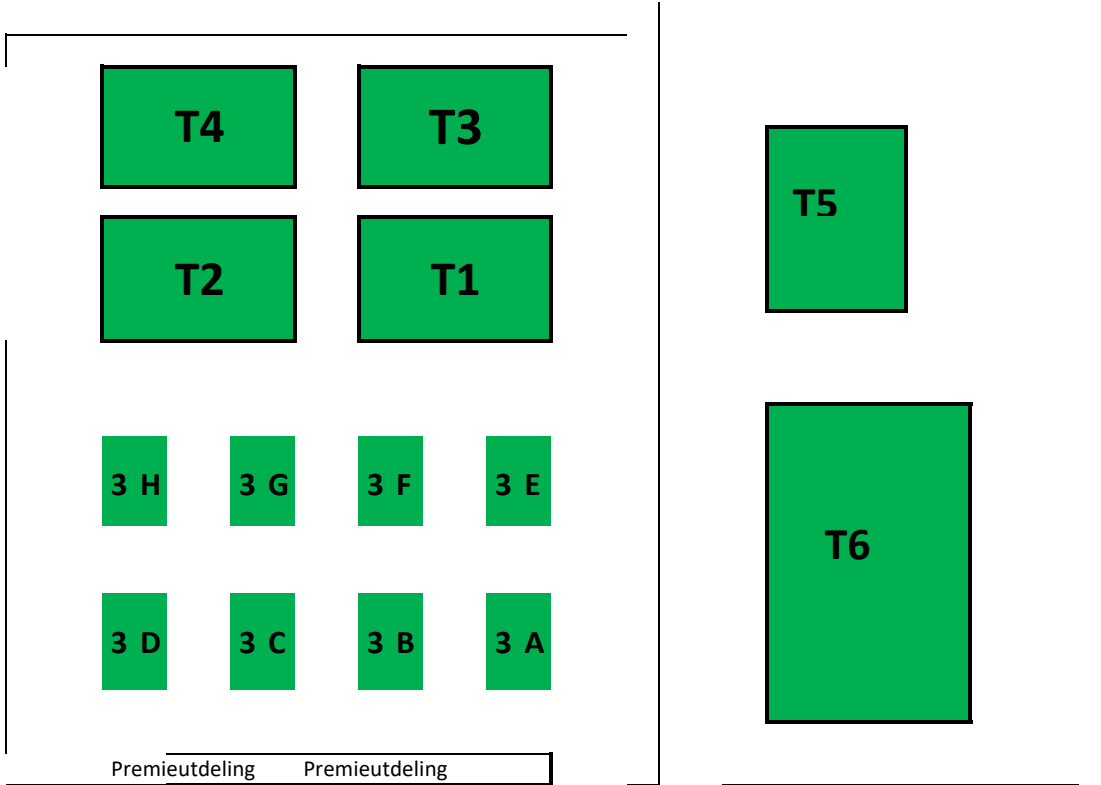 T4 T3
T5
T2 T1
3 H 3 G 3 F 3 E
T6
3 D 3 C 3 B 3 A
Premieutdeling Premieutdeling